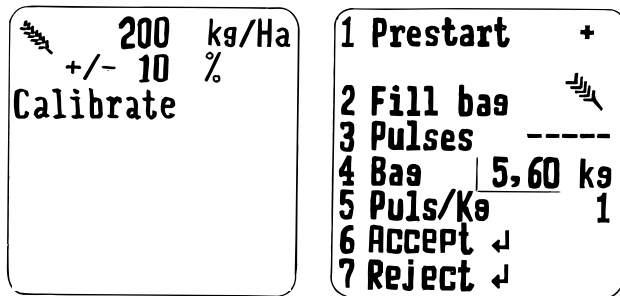 200 kg/Ha
+/- 10 %
Calibrate
1 Prestart +
2 Fill bag
3 Pulses -----
4 Bag 5,60 kg
5 Puls/Kg 1
6 Accept ↲
7 Reject ↲